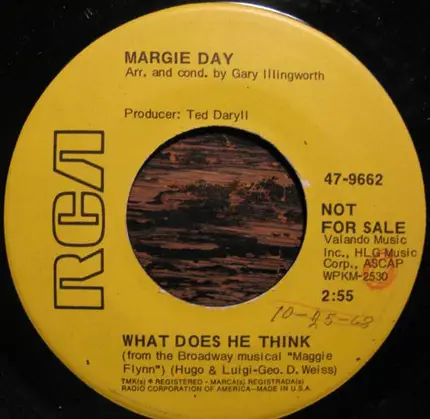 MARGIE DAY
Arr. and cond. by Gary Illingworth
Producer: Ted Daryll
RCA
47-9662
NOT
FOR SALE
Valando Music
Inc., HLG Music
Corp., ASCAP
WPKM-2530
2:55
10-25-68
WHAT DOES HE THINK
(from the Broadway musical "Maggie
Flynn") (Hugo & Luigi-Geo. D. Weiss)
TMK(s) ® REGISTERED - MARCA(s) REGISTRADA(s)
RADIO CORPORATION OF AMERICA-MADE IN U.S.A.